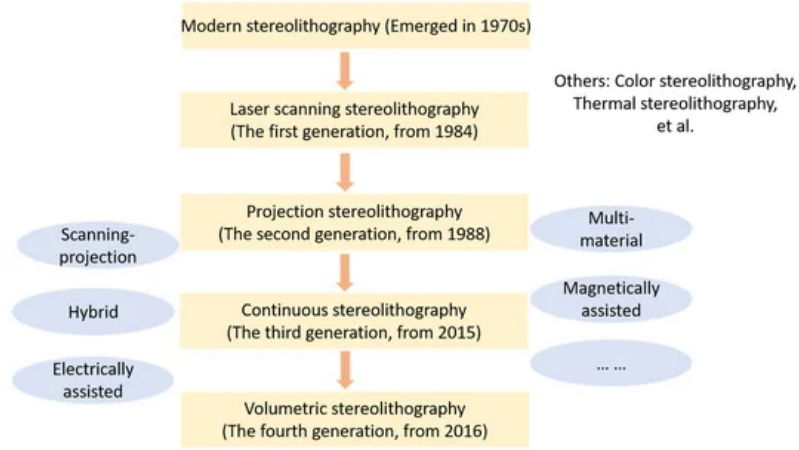 Modern stereolithography (Emerged in 1970s)
Others: Color stereolithography,
Thermal stereolithography,
et al.
Laser scanning stereolithography
(The first generation, from 1984)
Projection stereolithography
(The second generation, from 1988)
Scanning-
projection
Multi-
material
Hybrid
Magnetically
assisted
Continuous stereolithography
(The third generation, from 2015)
Electrically
assisted
... ...
Volumetric stereolithography
(The fourth generation, from 2016)